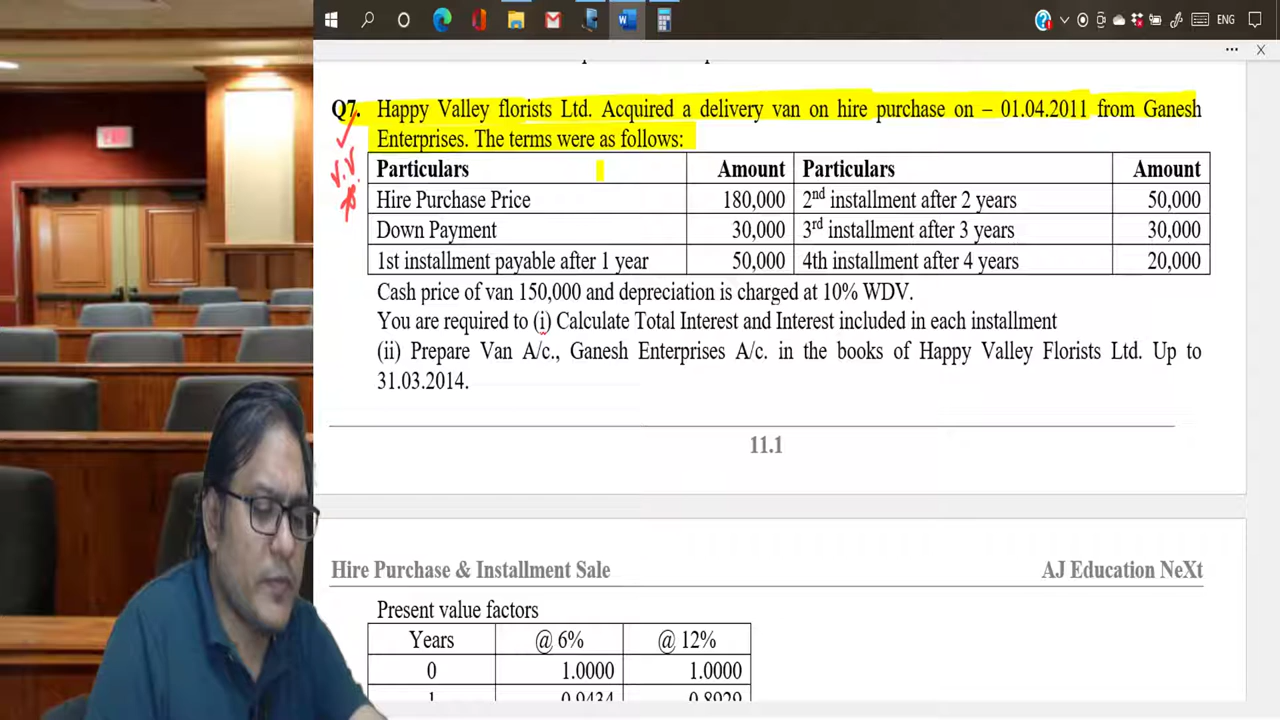 ENG
Q7. Happy Valley florists Ltd. Acquired a delivery van on hire purchase on – 01.04.2011 from Ganesh
Enterprises. The terms were as follows:
Particulars Amount Particulars Amount
Hire Purchase Price 180,000 2nd installment after 2 years 50,000
Down Payment 30,000 3rd installment after 3 years 30,000
1st installment payable after 1 year 50,000 4th installment after 4 years 20,000
Cash price of van 150,000 and depreciation is charged at 10% WDV.
You are required to (i) Calculate Total Interest and Interest included in each installment
(ii) Prepare Van A/c., Ganesh Enterprises A/c. in the books of Happy Valley Florists Ltd. Up to
31.03.2014.
11.1
Hire Purchase & Installment Sale AJ Education NeXt
Present value factors
Years @ 6% @ 12%
0 1.0000 1.0000
1 0.9434 0.8929